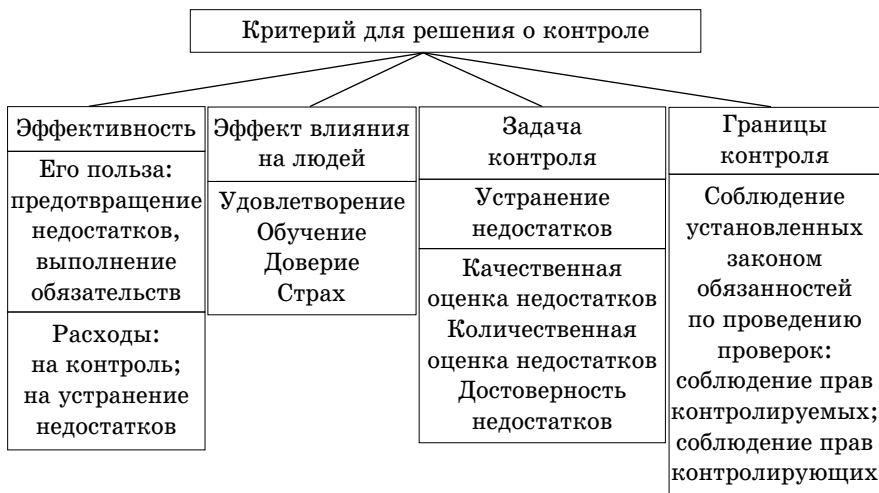 Критерий для решения о контроле
Эффективность
Его польза:
предотвращение
недостатков,
выполнение
обязательств
Расходы:
на контроль;
на устранение
недостатков
Эффект влияния
на людей
Удовлетворение
Обучение
Доверие
Страх
Задача
контроля
Устранение
недостатков
Качественная
оценка недостатков
Количественная
оценка недостатков
Достоверность
недостатков
Границы
контроля
Соблюдение
установленных
законом
обязанностей
по проведению
проверок:
соблюдение прав
контролируемых;
соблюдение прав
контролирующих